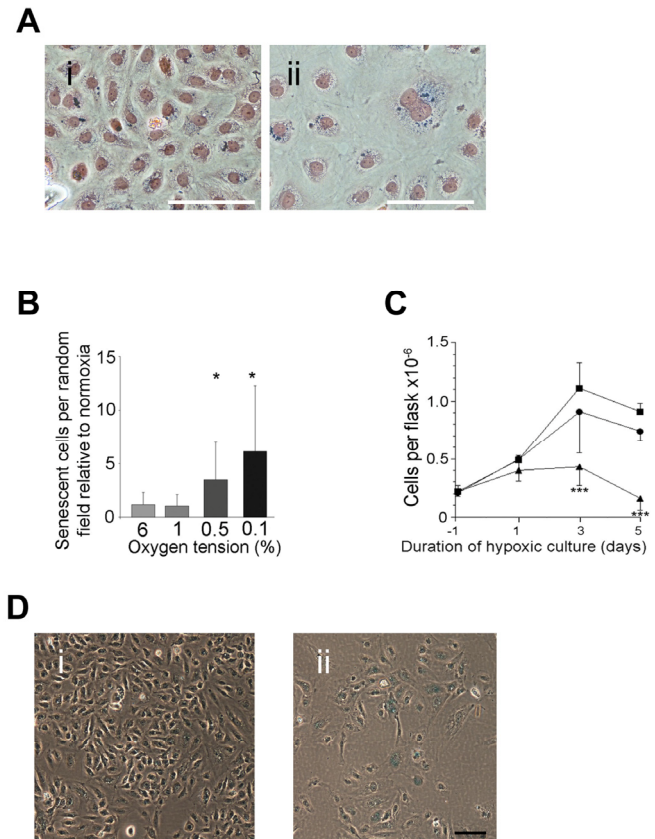 A
i
ii
B
Senescent cells per random
field relative to normoxia
15
10
5
0
*
*
6
1
0.5
0.1
Oxygen tension (%)
C
Cells per flask x10-6
1.5
1.0
0.5
0
***
***
-1
1
3
5
Duration of hypoxic culture (days)
D
i
ii